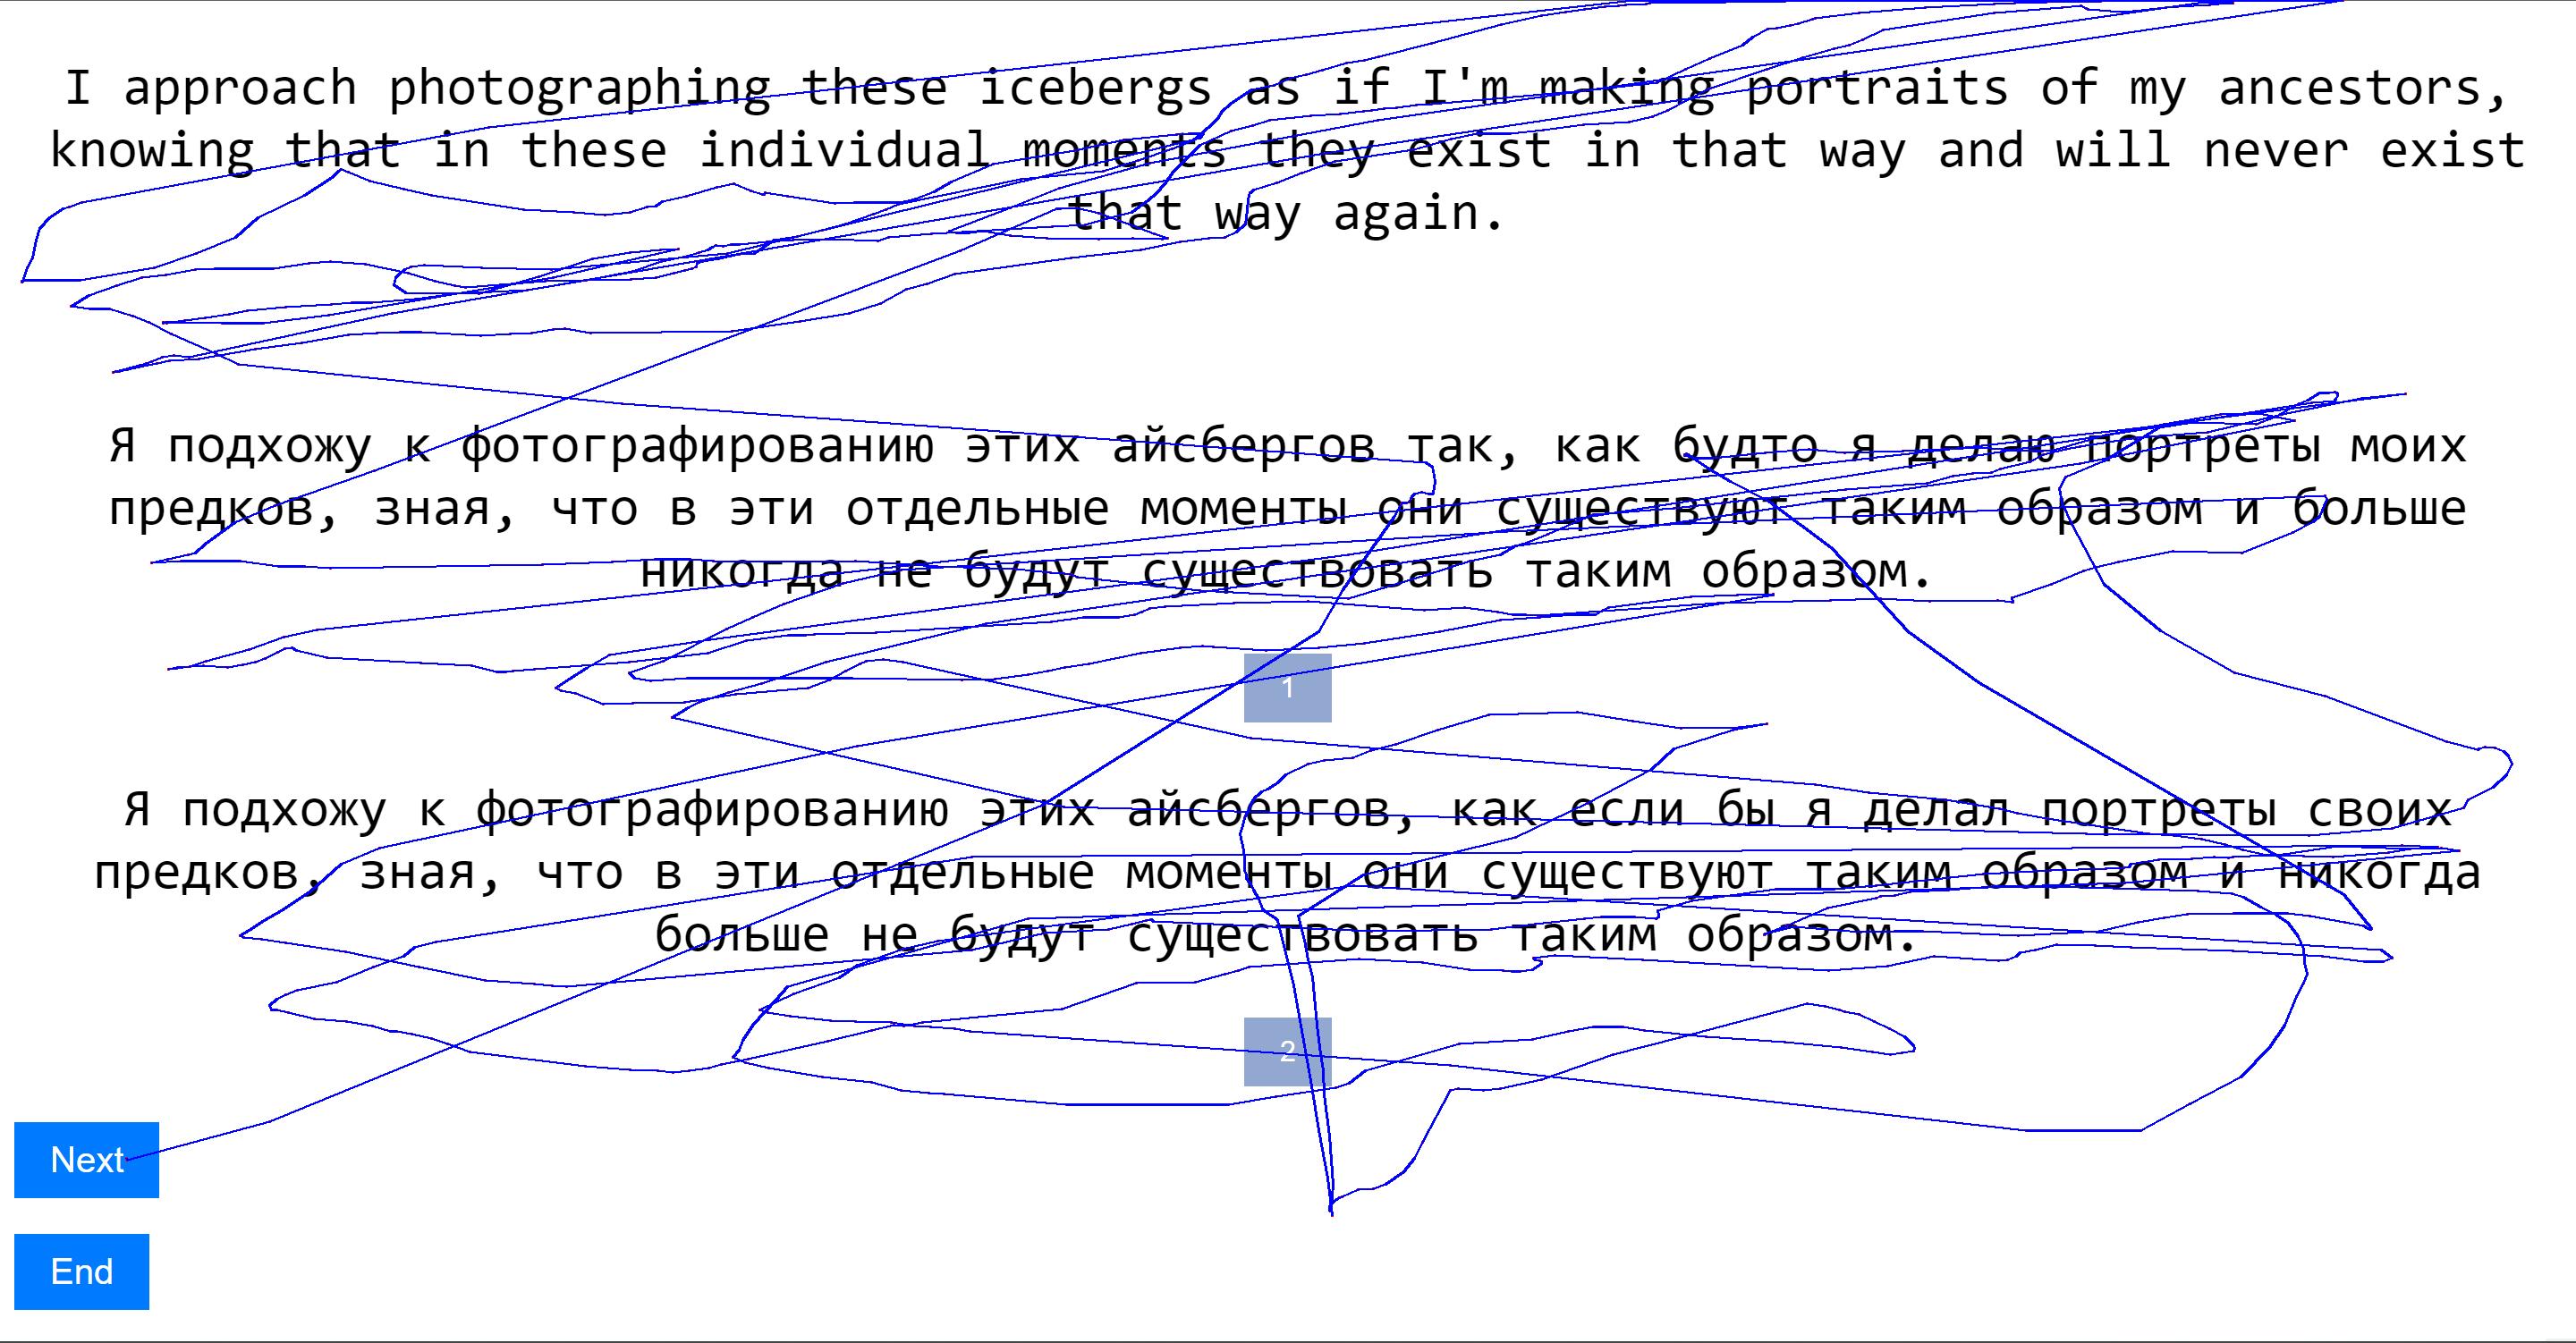 I approach photographing these icebergs as if I'm making portraits of my ancestors,
knowing that in these individual moments they exist in that way and will never exist
that way again.
Я подхожу к фотографированию этих айсбергов так, как будто я делаю портреты моих
предков, зная, что в эти отдельные моменты они существуют таким образом и больше
никогда не будут существовать таким образом.
1
Я подхожу к фотографированию этих айсбергов, как если бы я делал портреты своих
предков, зная, что в эти отдельные моменты они существуют таким образом и никогда
больше не будут существовать таким образом.
2
Next
End